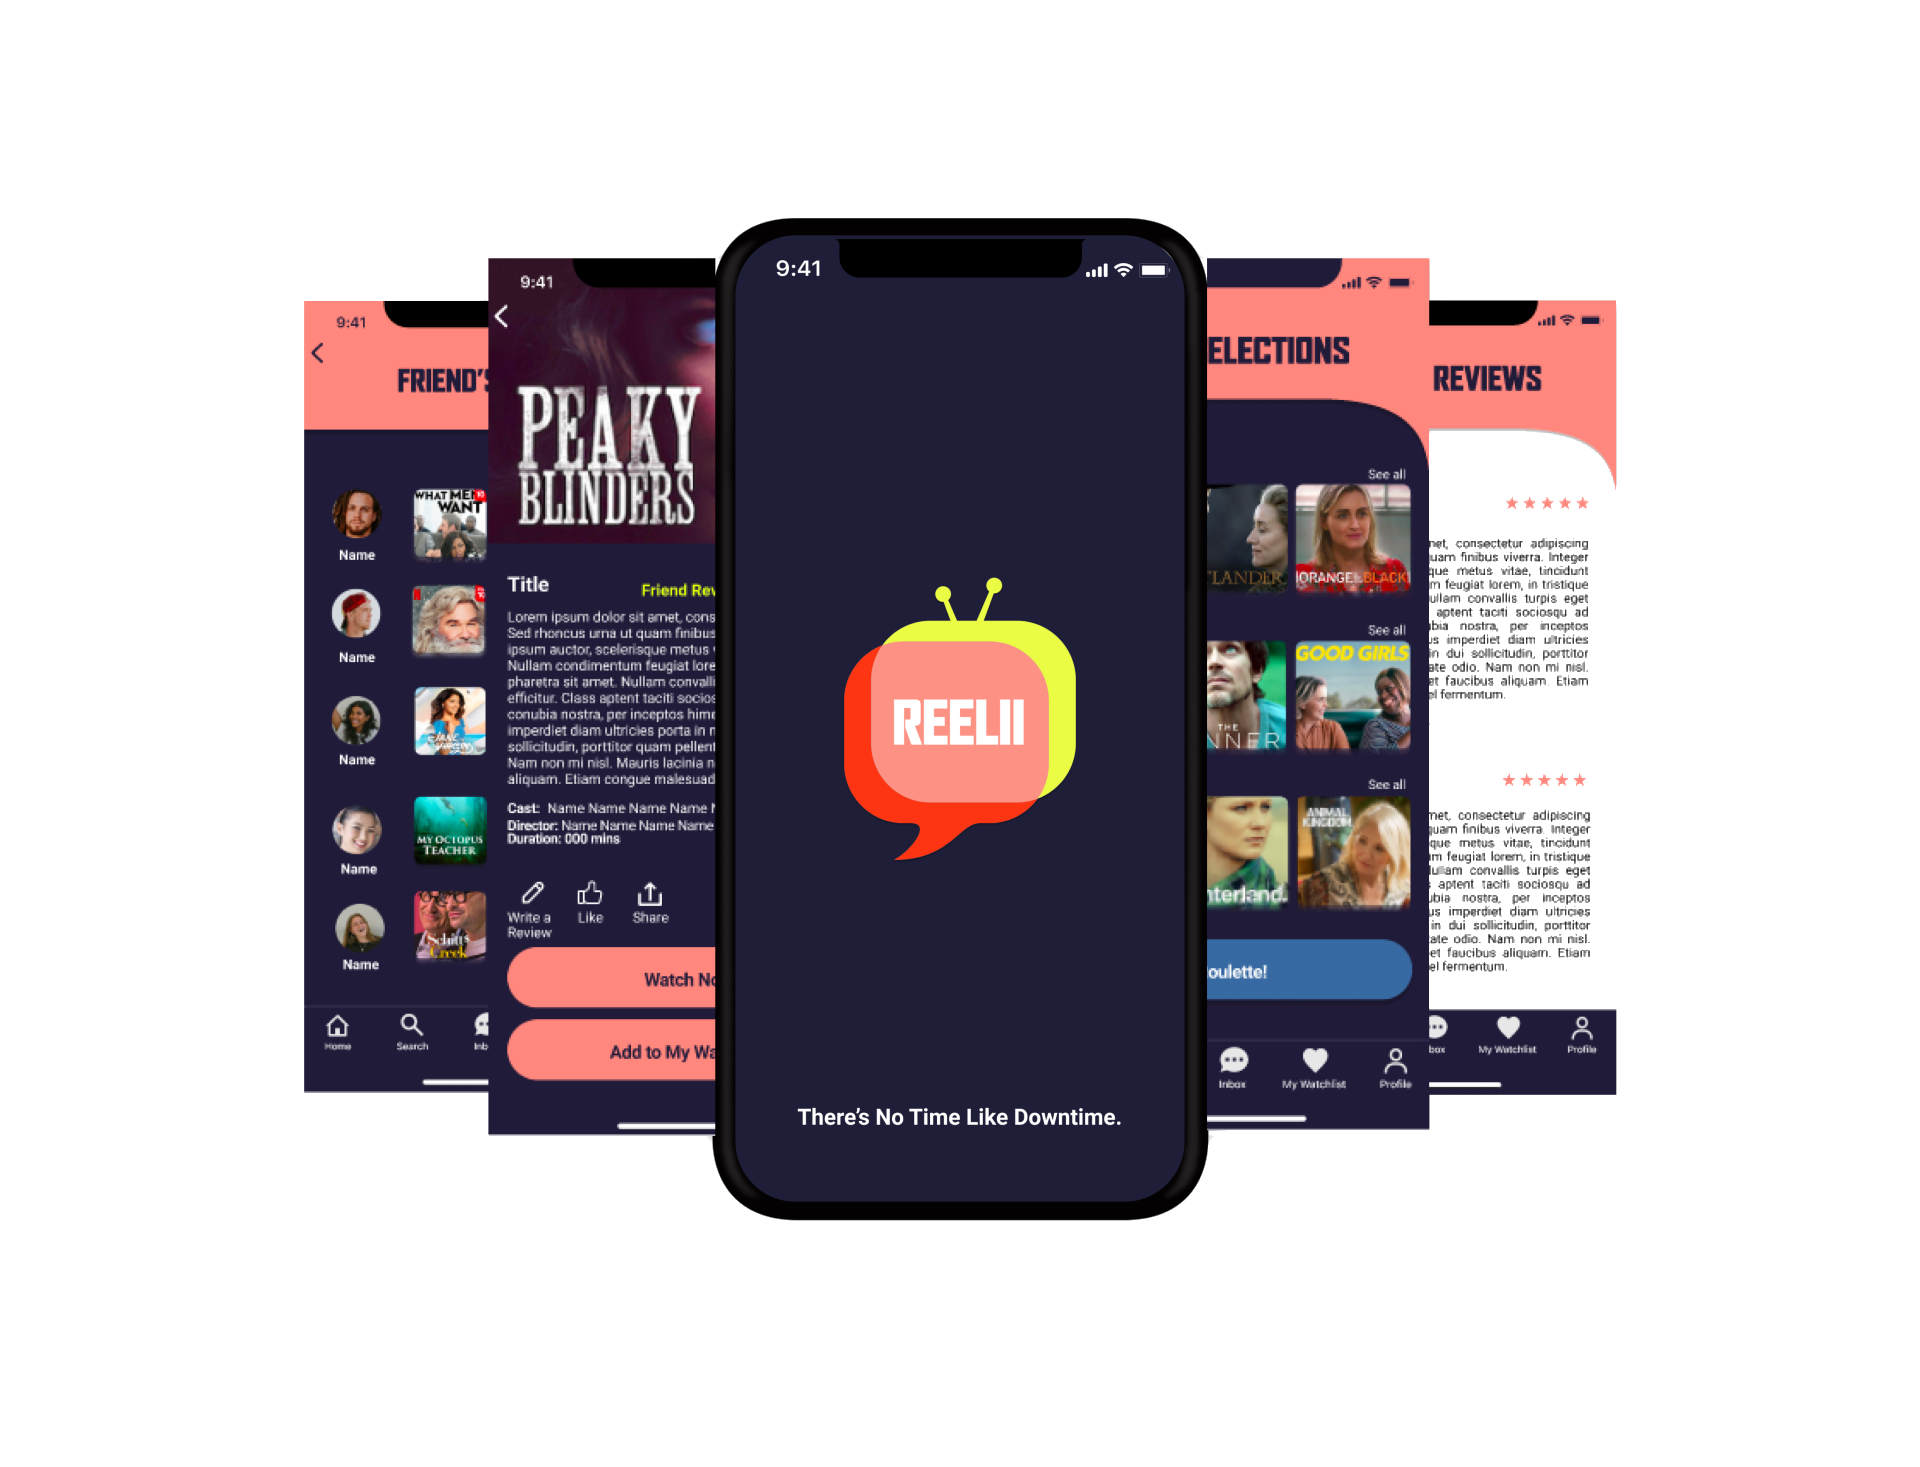 9:41
FRIEND'S
WHAT MEN
WANT
Name
Name
Name
Name
MY OCTOPUS
TEACHER
Schitt's
Creek
Name
Home
Search
9:41
PEAKY
BLINDERS
Title
Friend Rev
Lorem ipsum dolor sit amet, cons
Sed rhoncus urna ut quam finibus
ipsum auctor, scelerisque metus
Nullam condimentum feugiat lore
pharetra sit amet. Nullam convalli
efficitur. Class aptent taciti socios
conubia nostra, per inceptos hime
imperdiet diam ultricies porta in
sollicitudin, porttitor quam pellent
Nam non mi nisl. Mauris lacinia
aliquam. Etiam congue malesuad
Cast: Name Name Name Name
Director: Name Name Name Name
Duration: 000 mins
Write a
Review
Like
Share
Watch No
Add to My Wa
9:41
REELII
There's No Time Like Downtime.
ELECTIONS
See all
TLANDER
ORANGE IS BLACK
See all
THE
NNER
GOOD GIRLS
See all
nterland.
ANIMAL
KINGDOM
oulette!
Inbox
My Watchlist
Profile
REVIEWS
met, consectetur adipiscing
quam finibus viverra. Integer
que metus vitae, tincidunt
m feugiat lorem, in tristique
ullam convallis turpis eget
aptent taciti sociosqu ad
ubia nostra, per inceptos
us imperdiet diam ultricies
in dui sollicitudin, porttitor
ate odio. Nam non mi nisl.
et faucibus aliquam. Etiam
el fermentum.
met, consectetur adipiscing
quam finibus viverra. Integer
que metus vitae, tincidunt
m feugiat lorem, in tristique
ullam convallis turpis eget
aptent taciti sociosqu ad
ubia nostra, per inceptos
us imperdiet diam ultricies
in dui sollicitudin, porttitor
ate odio. Nam non mi nisl.
et faucibus aliquam. Etiam
el fermentum.
box
My Watchlist
Profile